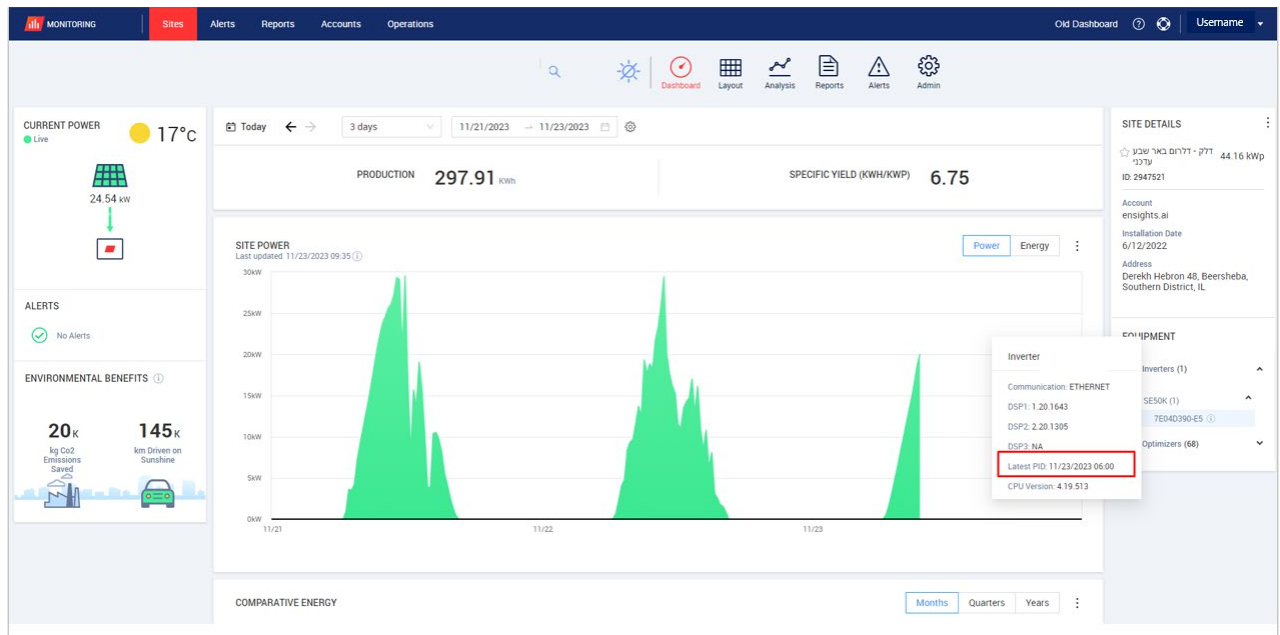 MONITORING
Sites
Alerts
Reports
Accounts
Operations
Old Dashboard
Username
Dashboard
Layout
Analysis
Reports
Alerts
Admin
CURRENT POWER
Live
17°C
24.54 kW
ALERTS
No Alerts
ENVIRONMENTAL BENEFITS
20K
kg Co2
Emissions
Saved
145K
km Driven on
Sunshine
Today
3 days
11/21/2023 → 11/23/2023
PRODUCTION 297.91 KWh
SPECIFIC YIELD (KWH/KWP) 6.75
SITE POWER
Last updated 11/23/2023 09:35
Power
Energy
30kW
25kW
20kW
15kW
10kW
5kW
0kW
11/21
11/22
11/23
COMPARATIVE ENERGY
Months
Quarters
Years
SITE DETAILS
דלק - דלרום באר שבע
עדכני
44.16 kWp
ID: 2947521
Account
ensights.ai
Installation Date
6/12/2022
Address
Derekh Hebron 48, Beersheba,
Southern District, IL
EQUIPMENT
Inverters (1)
SE50K (1)
7E04D390-E5
Optimizers (68)
Inverter
Communication: ETHERNET
DSP1: 1.20.1643
DSP2: 2.20.1305
DSP3: NA
Latest PID: 11/23/2023 06:00
CPU Version: 4.19.513